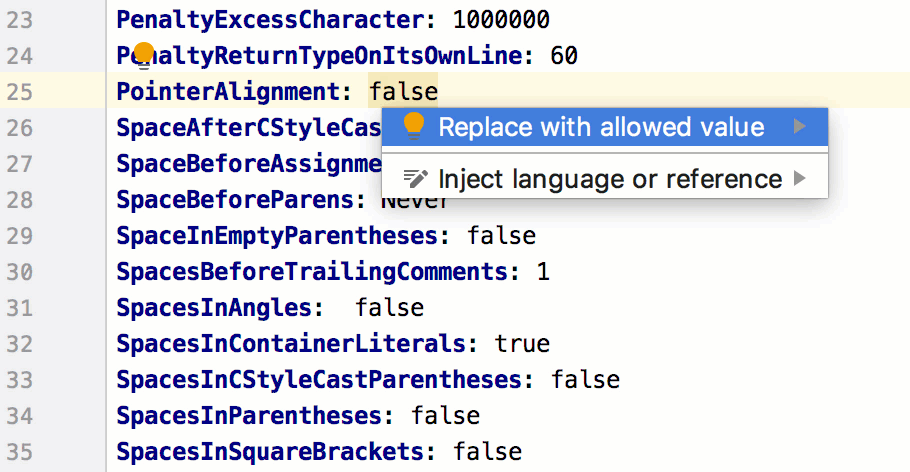 23 PenaltyExcessCharacter: 1000000
24 PenaltyReturnTypeOnItsOwnLine: 60
25 PointerAlignment: false
26 SpaceAfterCStyleCas
Replace with allowed value
27 SpaceBeforeAssignme
Inject language or reference
28 SpaceBeforeParens: Never
29 SpaceInEmptyParentheses: false
30 SpacesBeforeTrailingComments: 1
31 SpacesInAngles:  false
32 SpacesInContainerLiterals: true
33 SpacesInCStyleCastParentheses: false
34 SpacesInParentheses: false
35 SpacesInSquareBrackets: false